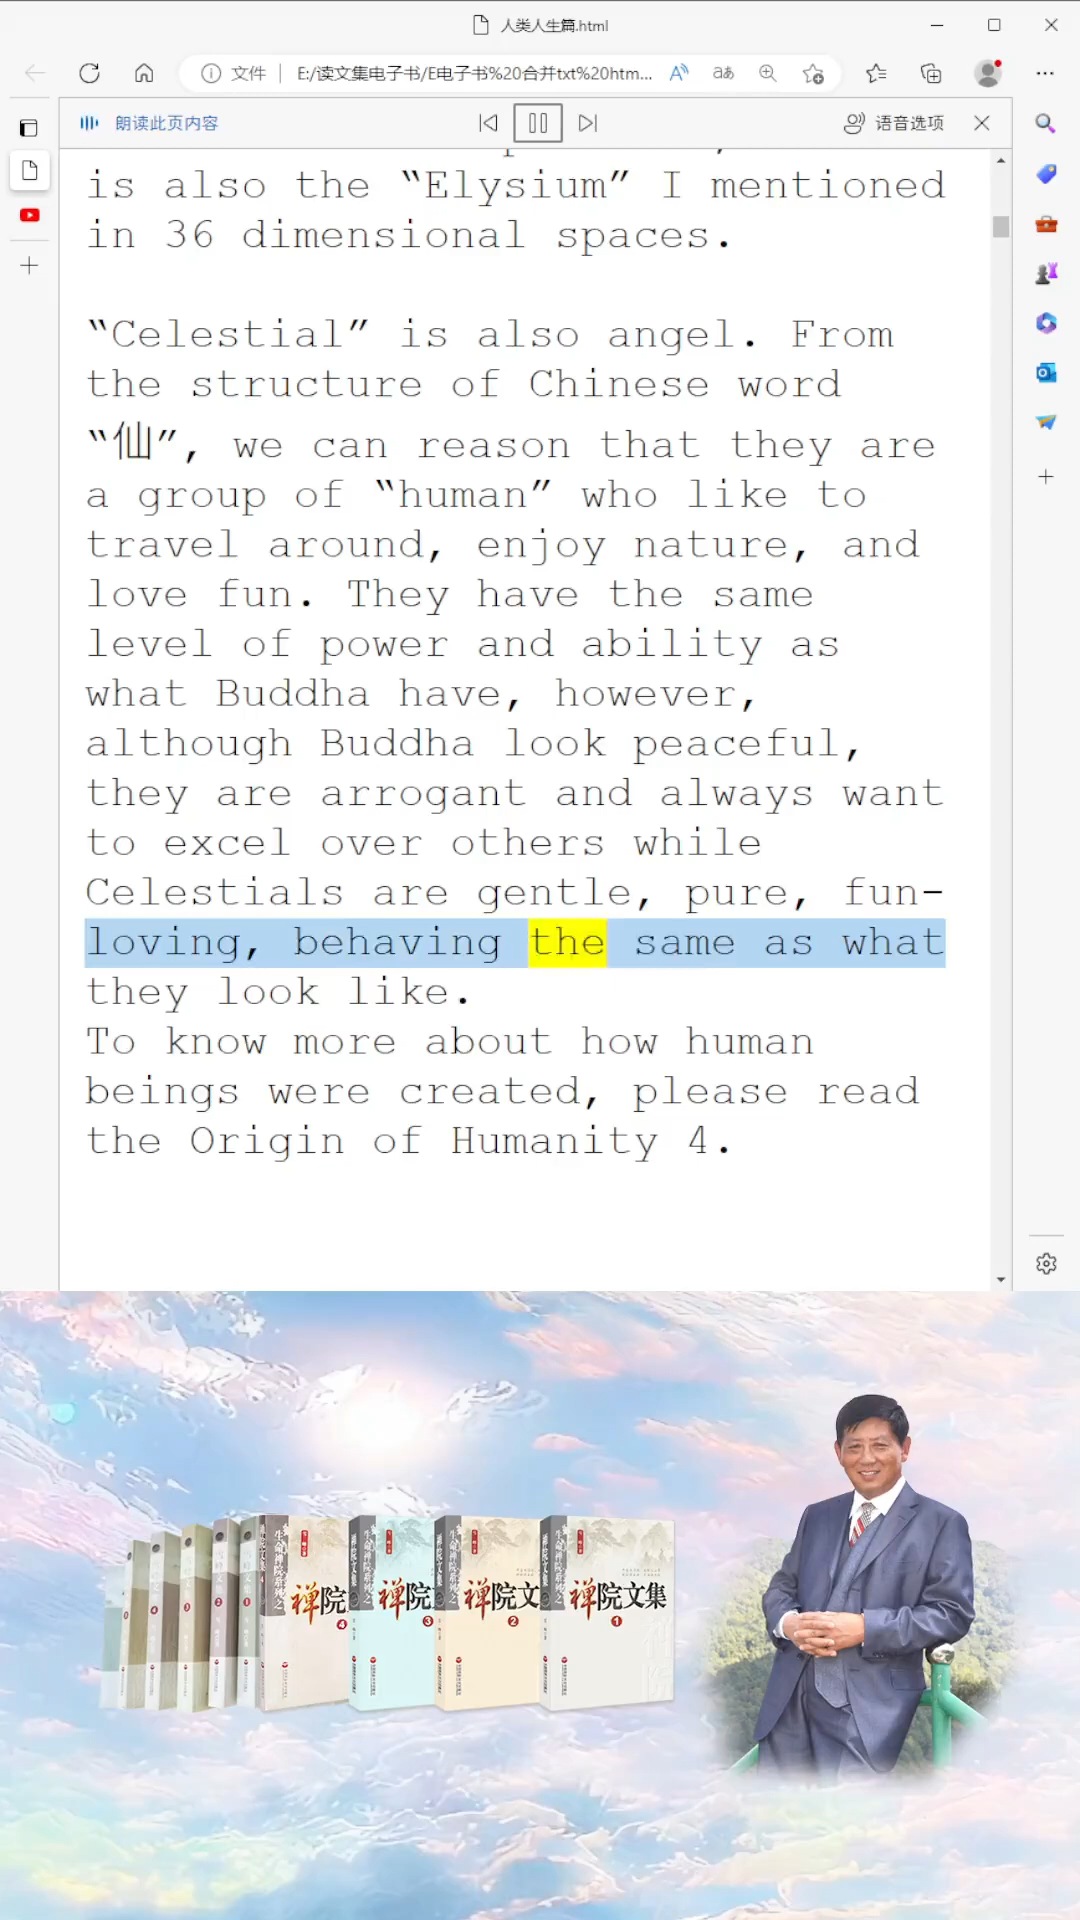 人类人生篇.html
文件
E:/读文集电子书/E电子书%20合并txt%20htm...
aあ
朗读此页内容
语音选项
is also the “Elysium” I mentioned
in 36 dimensional spaces.
“Celestial” is also angel. From
the structure of Chinese word
“仙”, we can reason that they are
a group of “human” who like to
travel around, enjoy nature, and
love fun. They have the same
level of power and ability as
what Buddha have, however,
although Buddha look peaceful,
they are arrogant and always want
to excel over others while
Celestials are gentle, pure, fun-
loving, behaving the same as what
they look like.
To know more about how human
beings were created, please read
the Origin of Humanity 4.
禅院
4
禅院
3
禅院文
2
禅院文集
1